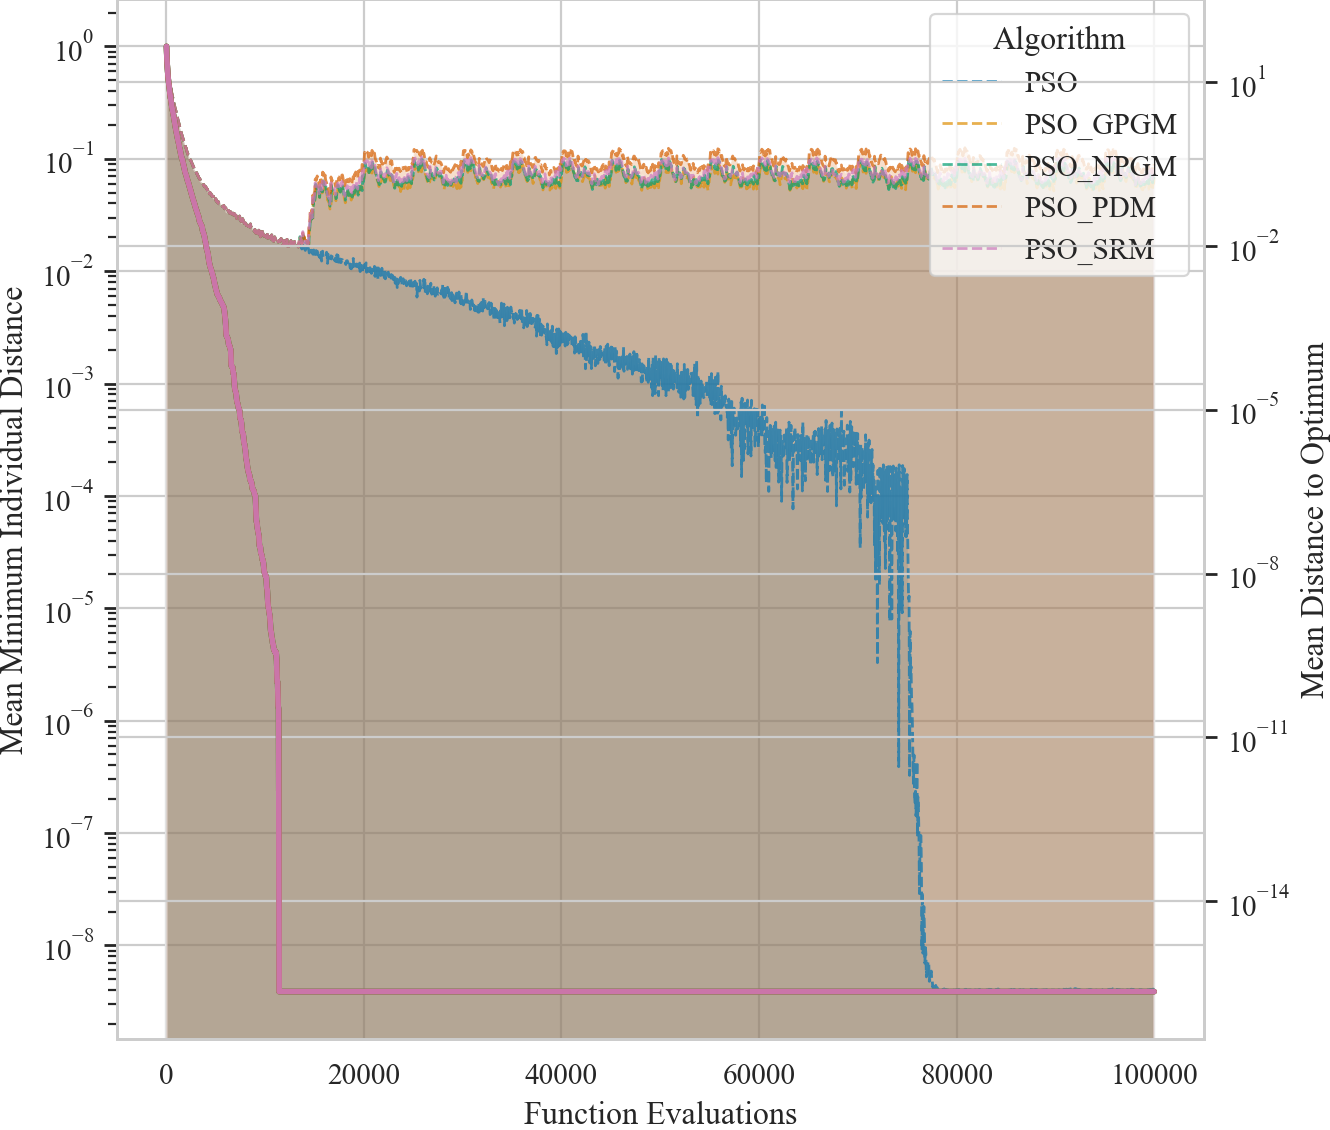 Algorithm
PSO
PSO_GPGM
PSO_NPGM
PSO_PDM
PSO_SRM
Mean Minimum Individual Distance
10^0
10^−1
10^−2
10^−3
10^−4
10^−5
10^−6
10^−7
10^−8
Mean Distance to Optimum
10^1
10^−2
10^−5
10^−8
10^−11
10^−14
0 20000 40000 60000 80000 100000
Function Evaluations